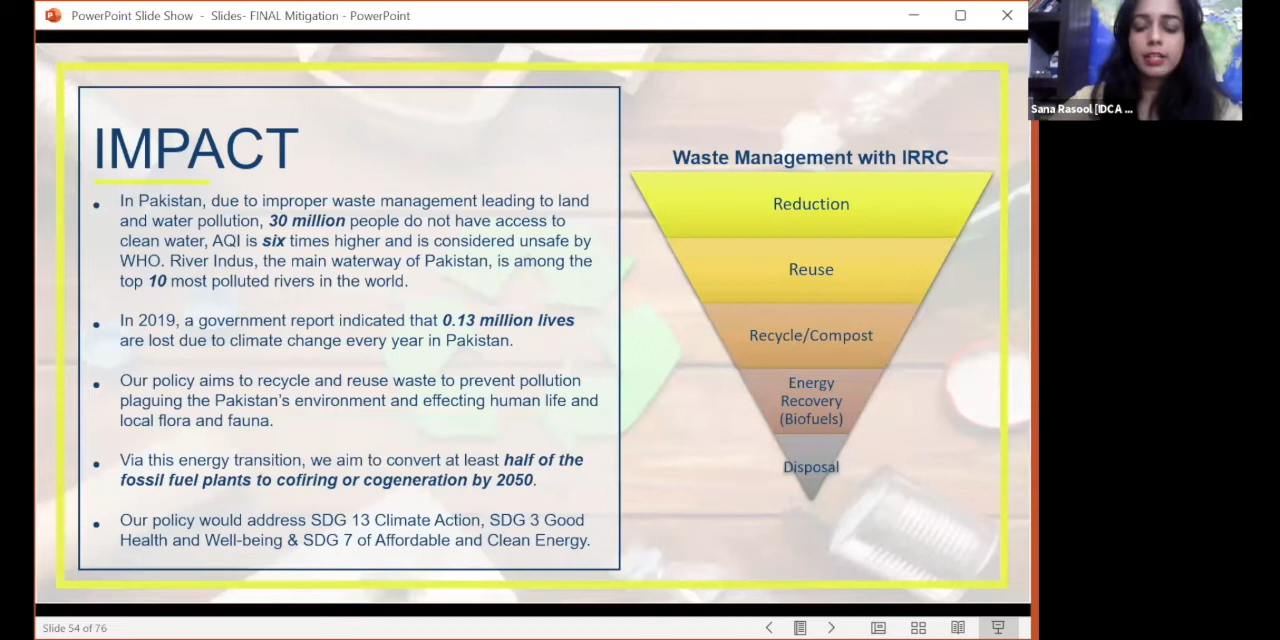 PowerPoint Slide Show - Slides- FINAL Mitigation - PowerPoint
Sana Rasool [IDCA ...
IMPACT
• In Pakistan, due to improper waste management leading to land
and water pollution, 30 million people do not have access to
clean water, AQI is six times higher and is considered unsafe by
WHO. River Indus, the main waterway of Pakistan, is among the
top 10 most polluted rivers in the world.
• In 2019, a government report indicated that 0.13 million lives
are lost due to climate change every year in Pakistan.
• Our policy aims to recycle and reuse waste to prevent pollution
plaguing the Pakistan's environment and effecting human life and
local flora and fauna.
• Via this energy transition, we aim to convert at least half of the
fossil fuel plants to cofiring or cogeneration by 2050.
• Our policy would address SDG 13 Climate Action, SDG 3 Good
Health and Well-being & SDG 7 of Affordable and Clean Energy.
Waste Management with IRRC
Reduction
Reuse
Recycle/Compost
Energy
Recovery
(Biofuels)
Disposal
Slide 54 of 76